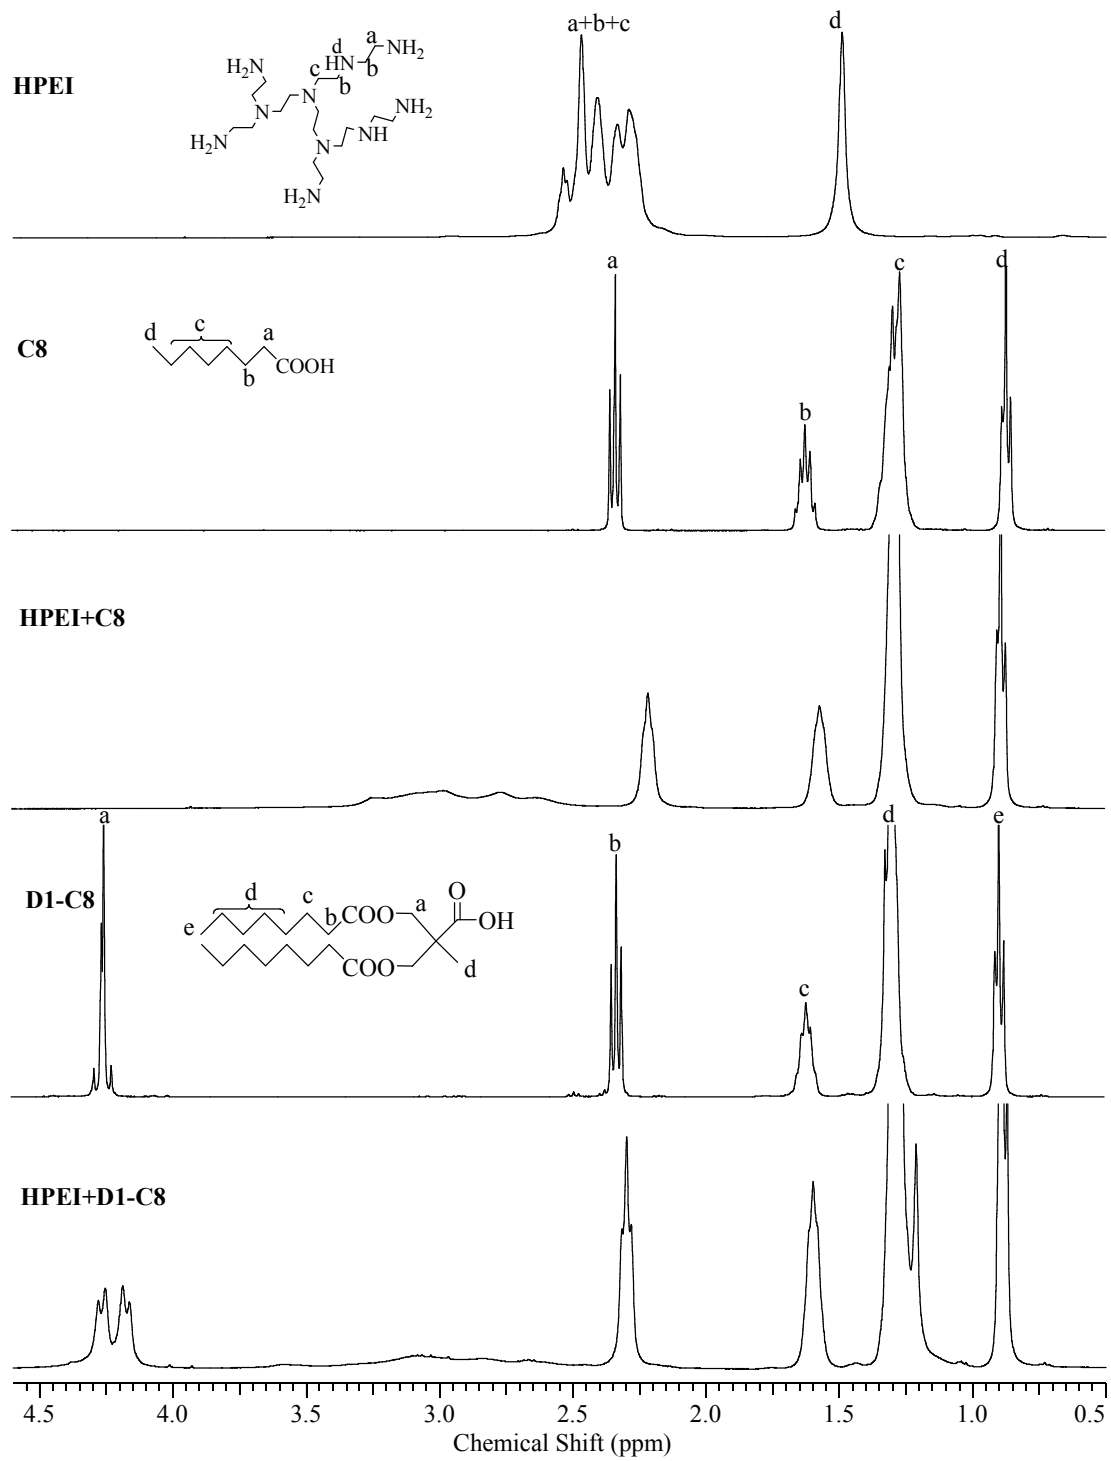 a+b+c
d
HPEI
H₂N
d
HN
a
NH₂
b
c
b
H₂N
N
N
NH₂
NH
H₂N
N
H₂N
a
c
d
C8
d
c
a
COOH
b
b
HPEI+C8
a
b
d
e
D1-C8
d
c
b
COO
a
O
OH
e
COO
d
c
HPEI+D1-C8
4.5 4.0 3.5 3.0 2.5 2.0 1.5 1.0 0.5
Chemical Shift (ppm)